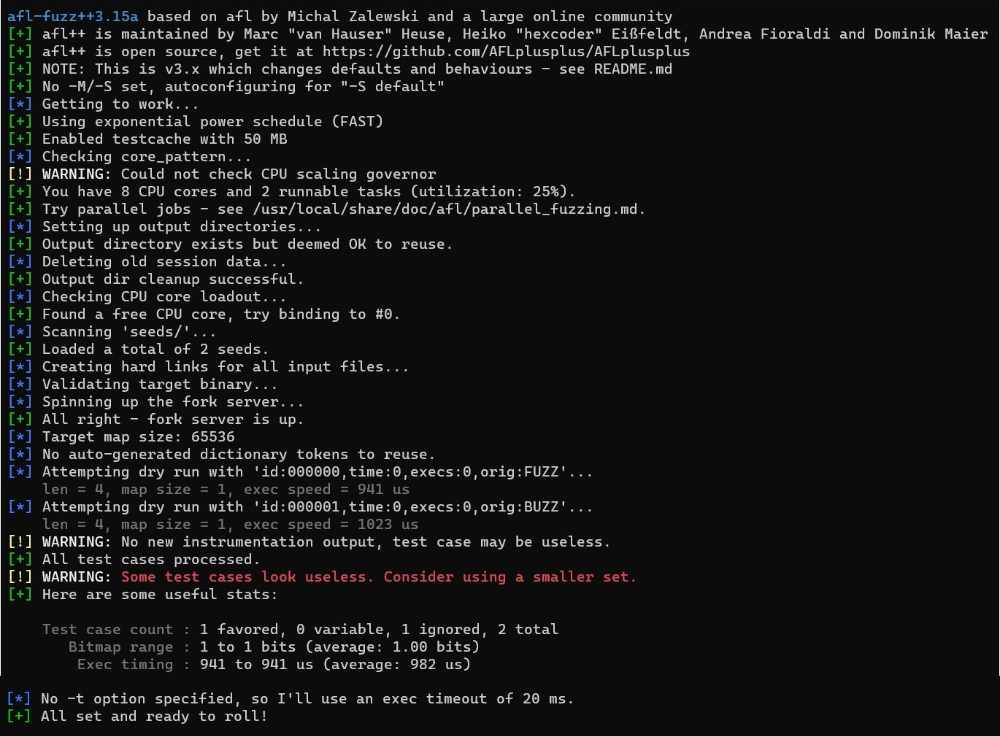 afl-fuzz++3.15a based on afl by Michal Zalewski and a large online community
[+] afl++ is maintained by Marc "van Hauser" Heuse, Heiko "hexcoder" Eißfeldt, Andrea Fioraldi and Dominik Maier
[+] afl++ is open source, get it at https://github.com/AFLplusplus/AFLplusplus
[+] NOTE: This is v3.x which changes defaults and behaviours - see README.md
[+] No -M/-S set, autoconfiguring for "-S default"
[*] Getting to work...
[+] Using exponential power schedule (FAST)
[+] Enabled testcache with 50 MB
[*] Checking core_pattern...
[!] WARNING: Could not check CPU scaling governor
[+] You have 8 CPU cores and 2 runnable tasks (utilization: 25%).
[+] Try parallel jobs - see /usr/local/share/doc/afl/parallel_fuzzing.md.
[*] Setting up output directories...
[+] Output directory exists but deemed OK to reuse.
[*] Deleting old session data...
[+] Output dir cleanup successful.
[*] Checking CPU core loadout...
[+] Found a free CPU core, try binding to #0.
[*] Scanning 'seeds/'...
[+] Loaded a total of 2 seeds.
[*] Creating hard links for all input files...
[*] Validating target binary...
[*] Spinning up the fork server...
[+] All right - fork server is up.
[*] Target map size: 65536
[*] No auto-generated dictionary tokens to reuse.
[*] Attempting dry run with 'id:000000,time:0,execs:0,orig:FUZZ'...
len = 4, map size = 1, exec speed = 941 us
[*] Attempting dry run with 'id:000001,time:0,execs:0,orig:BUZZ'...
len = 4, map size = 1, exec speed = 1023 us
[!] WARNING: No new instrumentation output, test case may be useless.
[+] All test cases processed.
[!] WARNING: Some test cases look useless. Consider using a smaller set.
[+] Here are some useful stats:
Test case count : 1 favored, 0 variable, 1 ignored, 2 total
Bitmap range : 1 to 1 bits (average: 1.00 bits)
Exec timing : 941 to 941 us (average: 982 us)
[*] No -t option specified, so I'll use an exec timeout of 20 ms.
[+] All set and ready to roll!